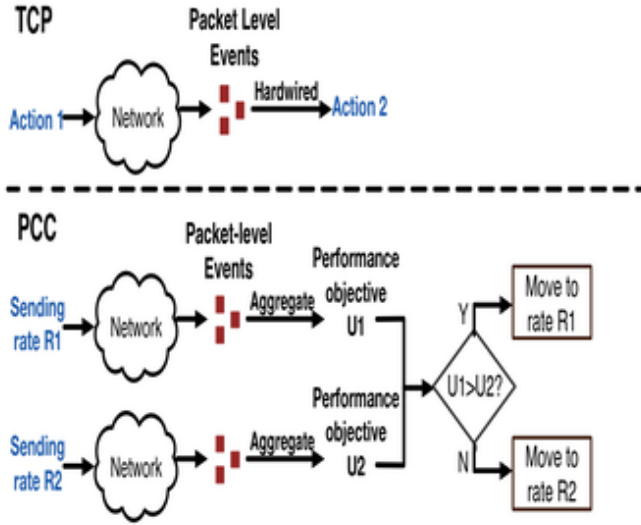 TCP
Packet Level
Events
Action 1
Network
Hardwired
Action 2
PCC
Packet-level
Events
Performance
objective
U1
Sending
rate R1
Network
Aggregate
Y
Move to
rate R1
U1>U2?
Performance
objective
U2
Sending
rate R2
Network
Aggregate
N
Move to
rate R2